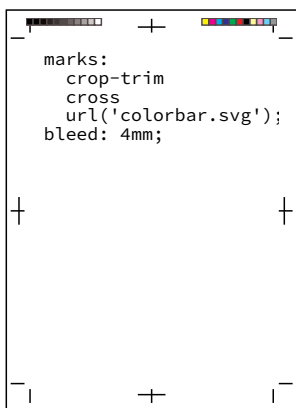 marks:
crop-trim
cross
url('colorbar.svg');
bleed: 4mm;